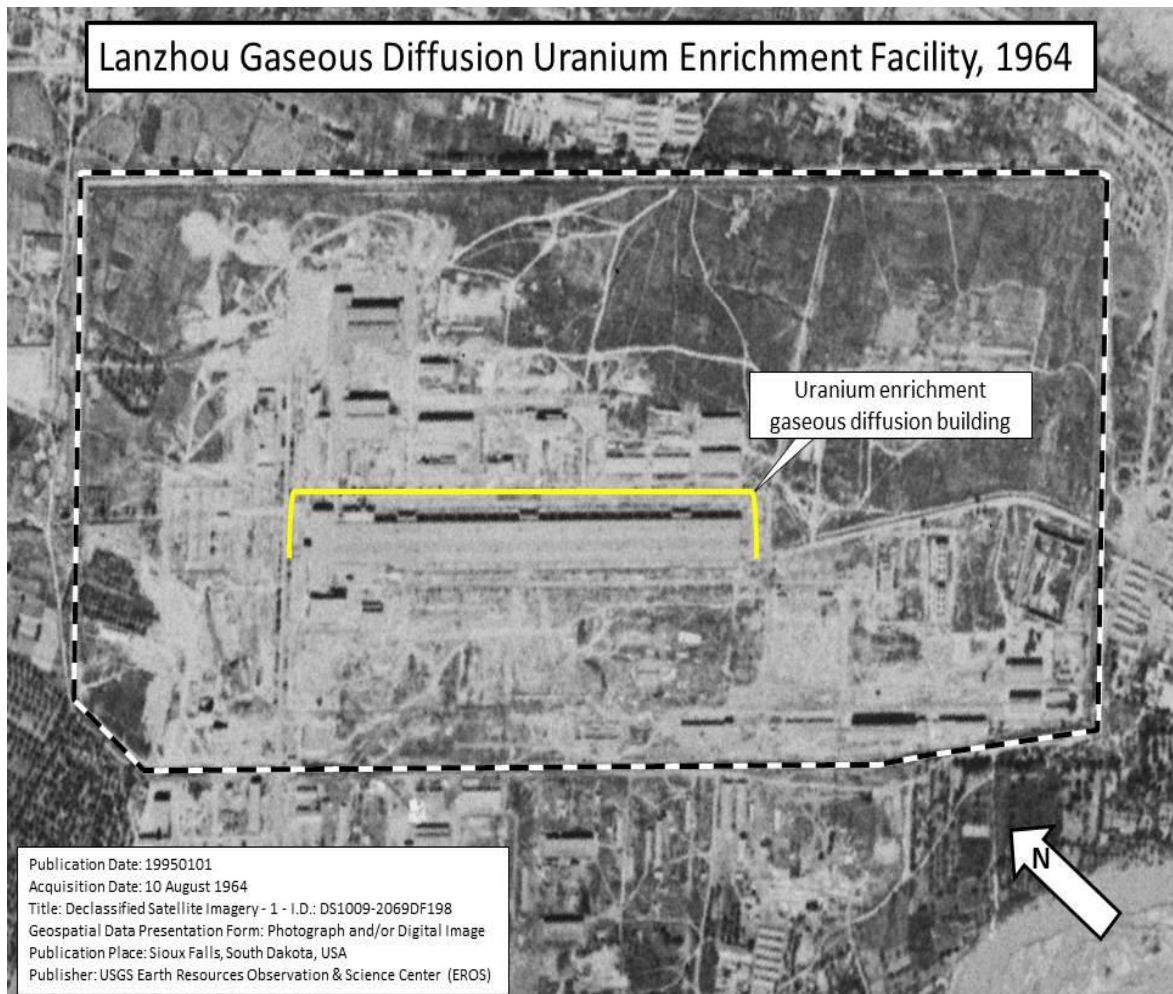 Lanzhou Gaseous Diffusion Uranium Enrichment Facility, 1964
Uranium enrichment
gaseous diffusion building
N
Publication Date: 19950101
Acquisition Date: 10 August 1964
Title: Declassified Satellite Imagery - 1 - I.D.: DS1009-2069DF198
Geospatial Data Presentation Form: Photograph and/or Digital Image
Publication Place: Sioux Falls, South Dakota, USA
Publisher: USGS Earth Resources Observation & Science Center (EROS)